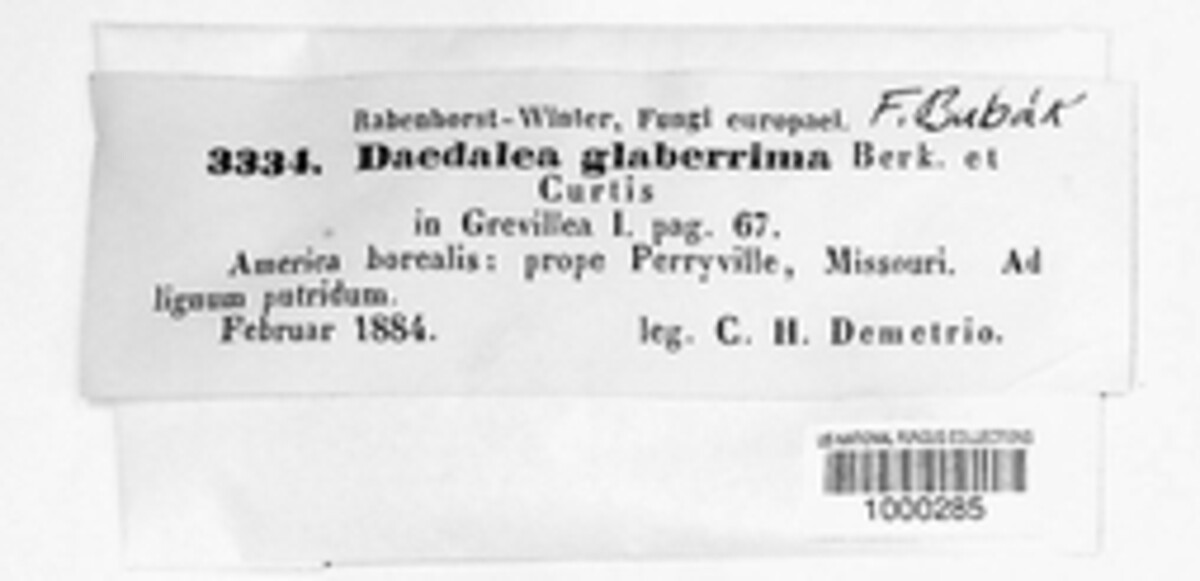 Rabenhorst-Winter, Fungi europaei. F. Bubák
3334. Daedalea glaberrima Berk. et
Curtis
in Grevillea I. pag. 67.
America borealis: prope Perryville, Missouri. Ad
lignum putridum.
Februar 1884. leg. C. H. Demetrio.
US NATIONAL FUNGUS COLLECTIONS
1000285